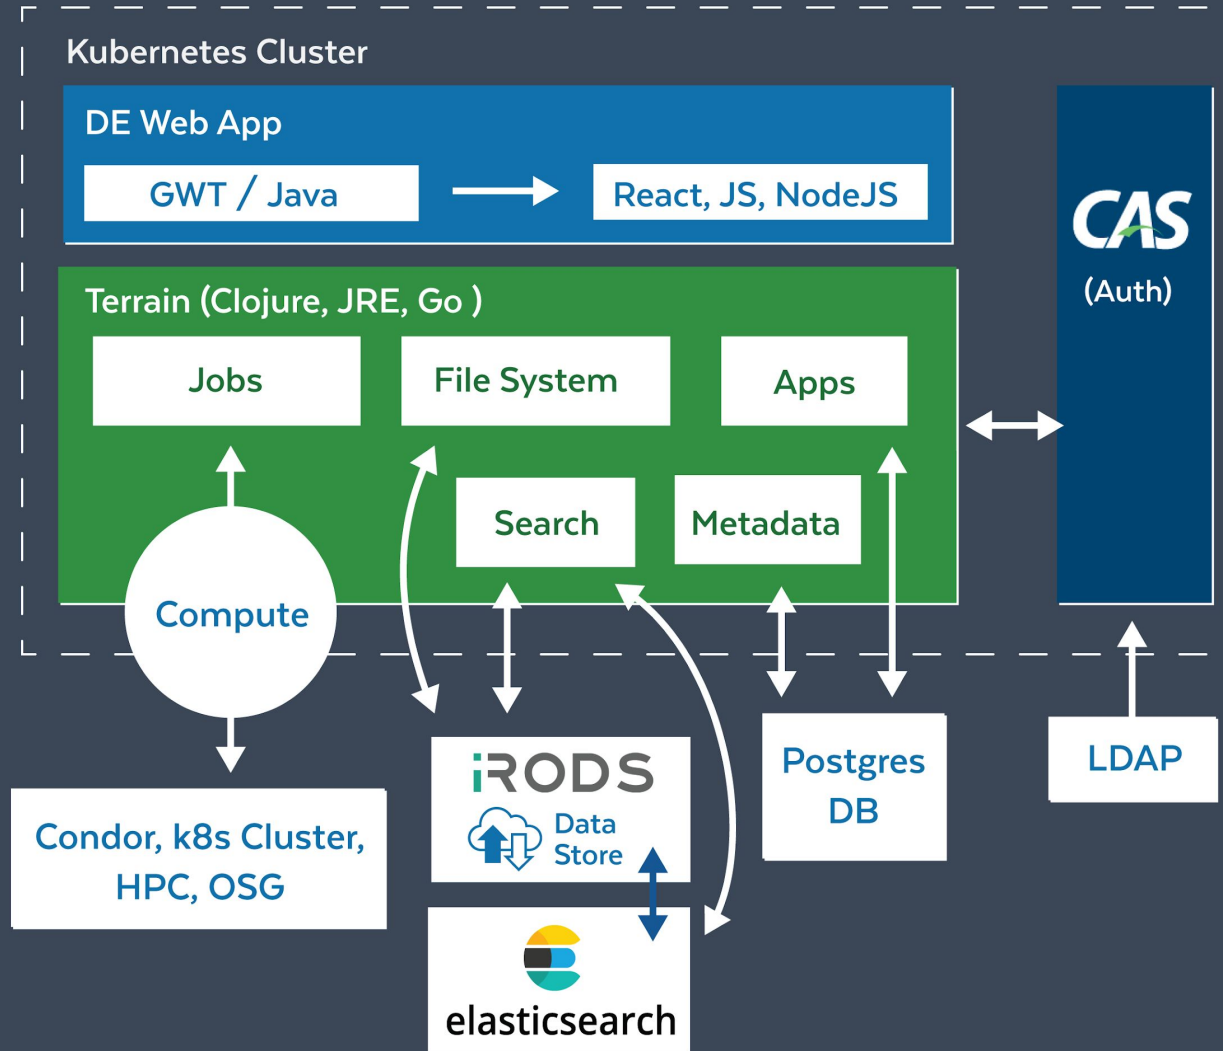 Kubernetes Cluster
DE Web App
GWT / Java
React, JS, NodeJS
CAS
(Auth)
Terrain (Clojure, JRE, Go )
Jobs
File System
Apps
Search
Metadata
Compute
iRODS
Data
Store
Postgres
DB
LDAP
Condor, k8s Cluster,
HPC, OSG
elasticsearch